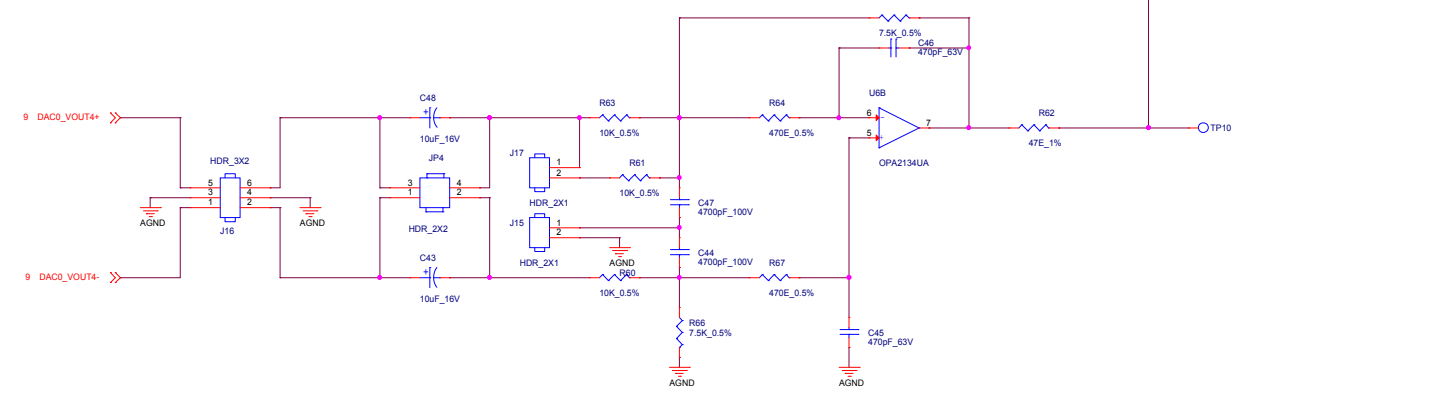 7.5K_0.5%
C46
470pF_63V
U6B
C48
R63
R64
6
-
9 DAC0_VOUT4+
+
7
R62
TP10
5
+
10uF_16V
10K_0.5%
470E_0.5%
47E_1%
HDR_3X2
JP4
J17
1
R61
OPA2134UA
2
5 6
3 4
3 4
1 2
1 2
10K_0.5%
HDR_2X1
C47
4700pF_100V
AGND
J16
AGND
HDR_2X2
J15
1
2
C43
HDR_2X1
AGND
C44
4700pF_100V
9 DAC0_VOUT4-
+
R60
R67
10uF_16V
10K_0.5%
470E_0.5%
R66
7.5K_0.5%
C45
470pF_63V
AGND
AGND